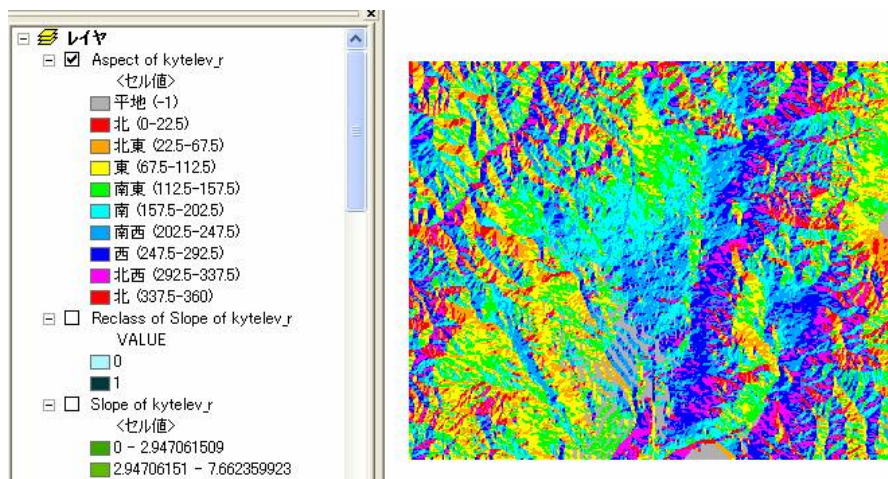 レイヤ
Aspect of kytelev_r
<セル値>
平地 (-1)
北 (0-22.5)
北東 (22.5-67.5)
東 (67.5-112.5)
南東 (112.5-157.5)
南 (157.5-202.5)
南西 (202.5-247.5)
西 (247.5-292.5)
北西 (292.5-337.5)
北 (337.5-360)
Reclass of Slope of kytelev_r
VALUE
0
1
Slope of kytelev_r
<セル値>
0 - 2.947061509
2.94706151 - 7.662359923